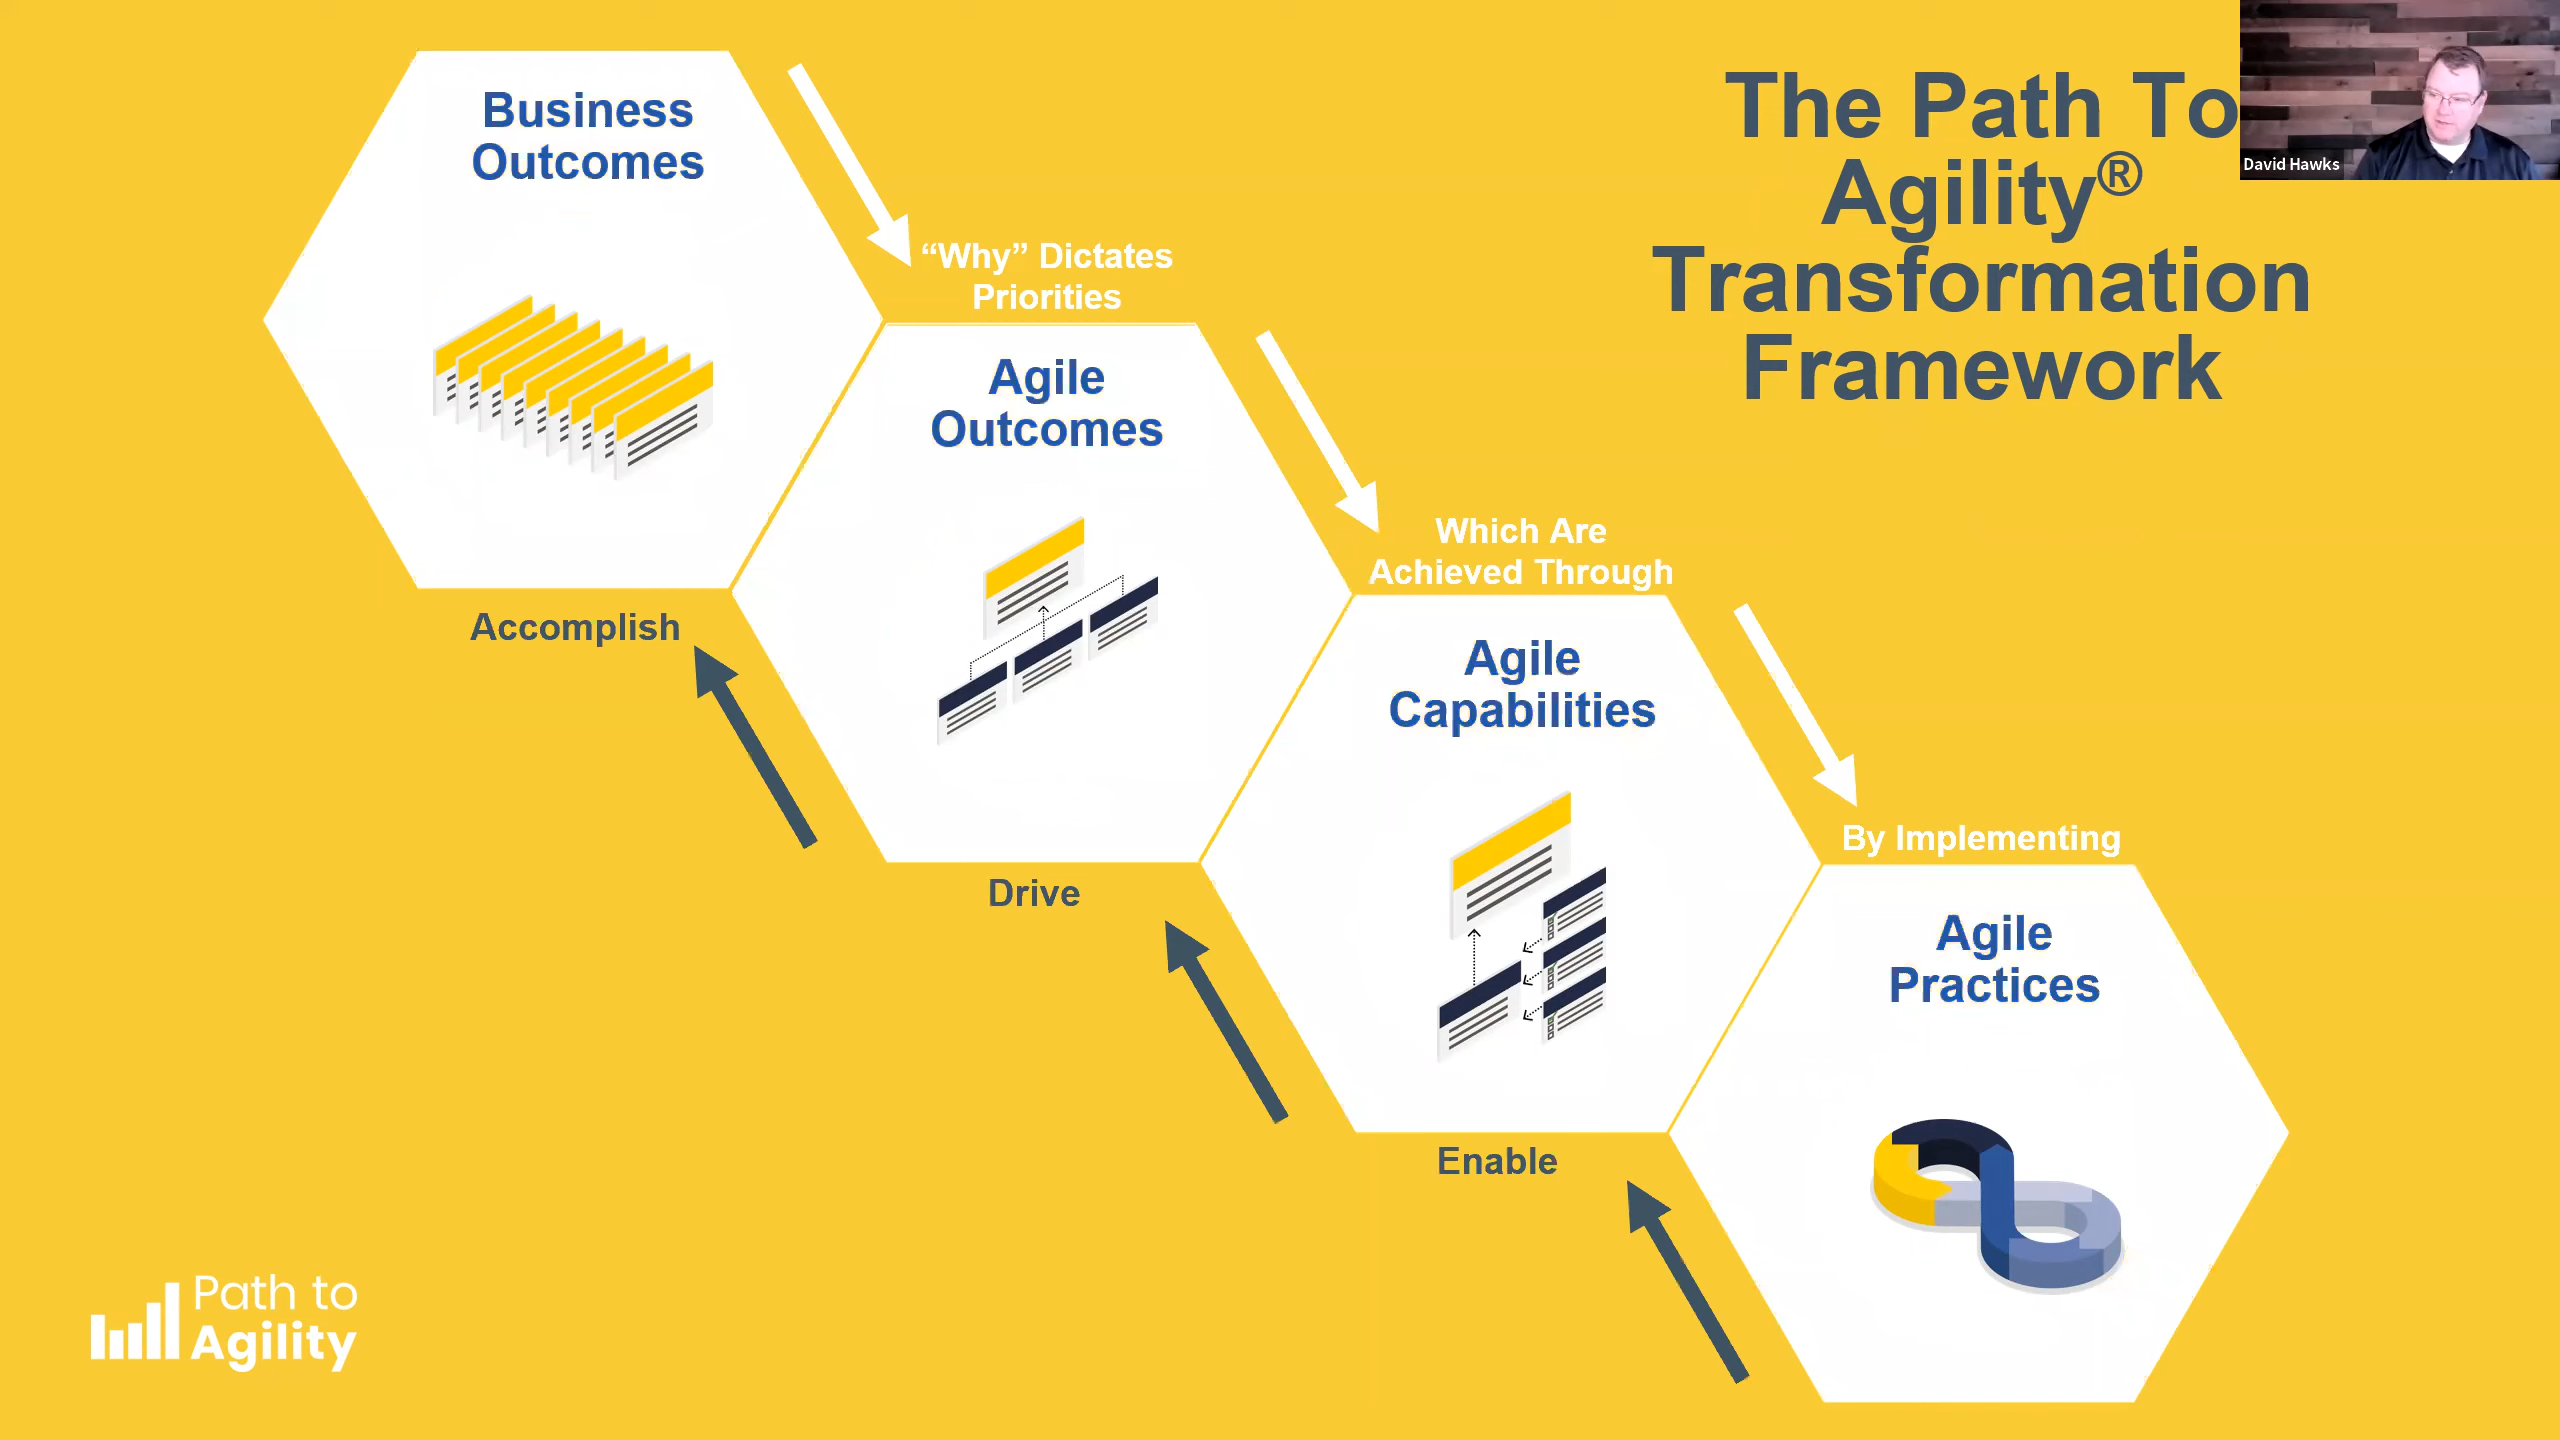 The Path To
Agility®
Transformation
Framework
David Hawks
Business
Outcomes
“Why” Dictates
Priorities
Agile
Outcomes
Which Are
Achieved Through
Agile
Capabilities
By Implementing
Agile
Practices
Accomplish
Drive
Enable
Path to
Agility